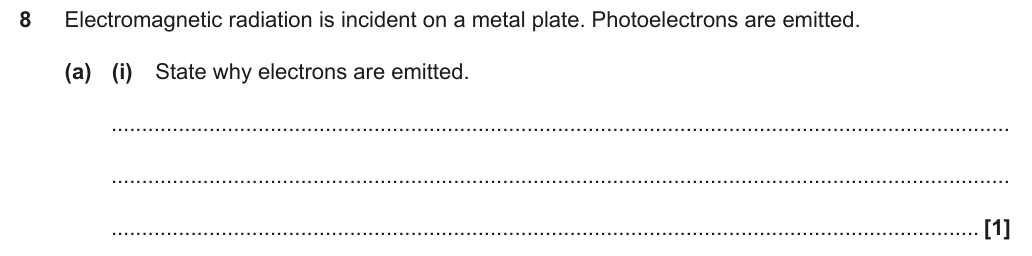 8 Electromagnetic radiation is incident on a metal plate. Photoelectrons are emitted.
(a) (i) State why electrons are emitted.
...................................................................................................................................................
...................................................................................................................................................
.............................................................................................................................................. [1]